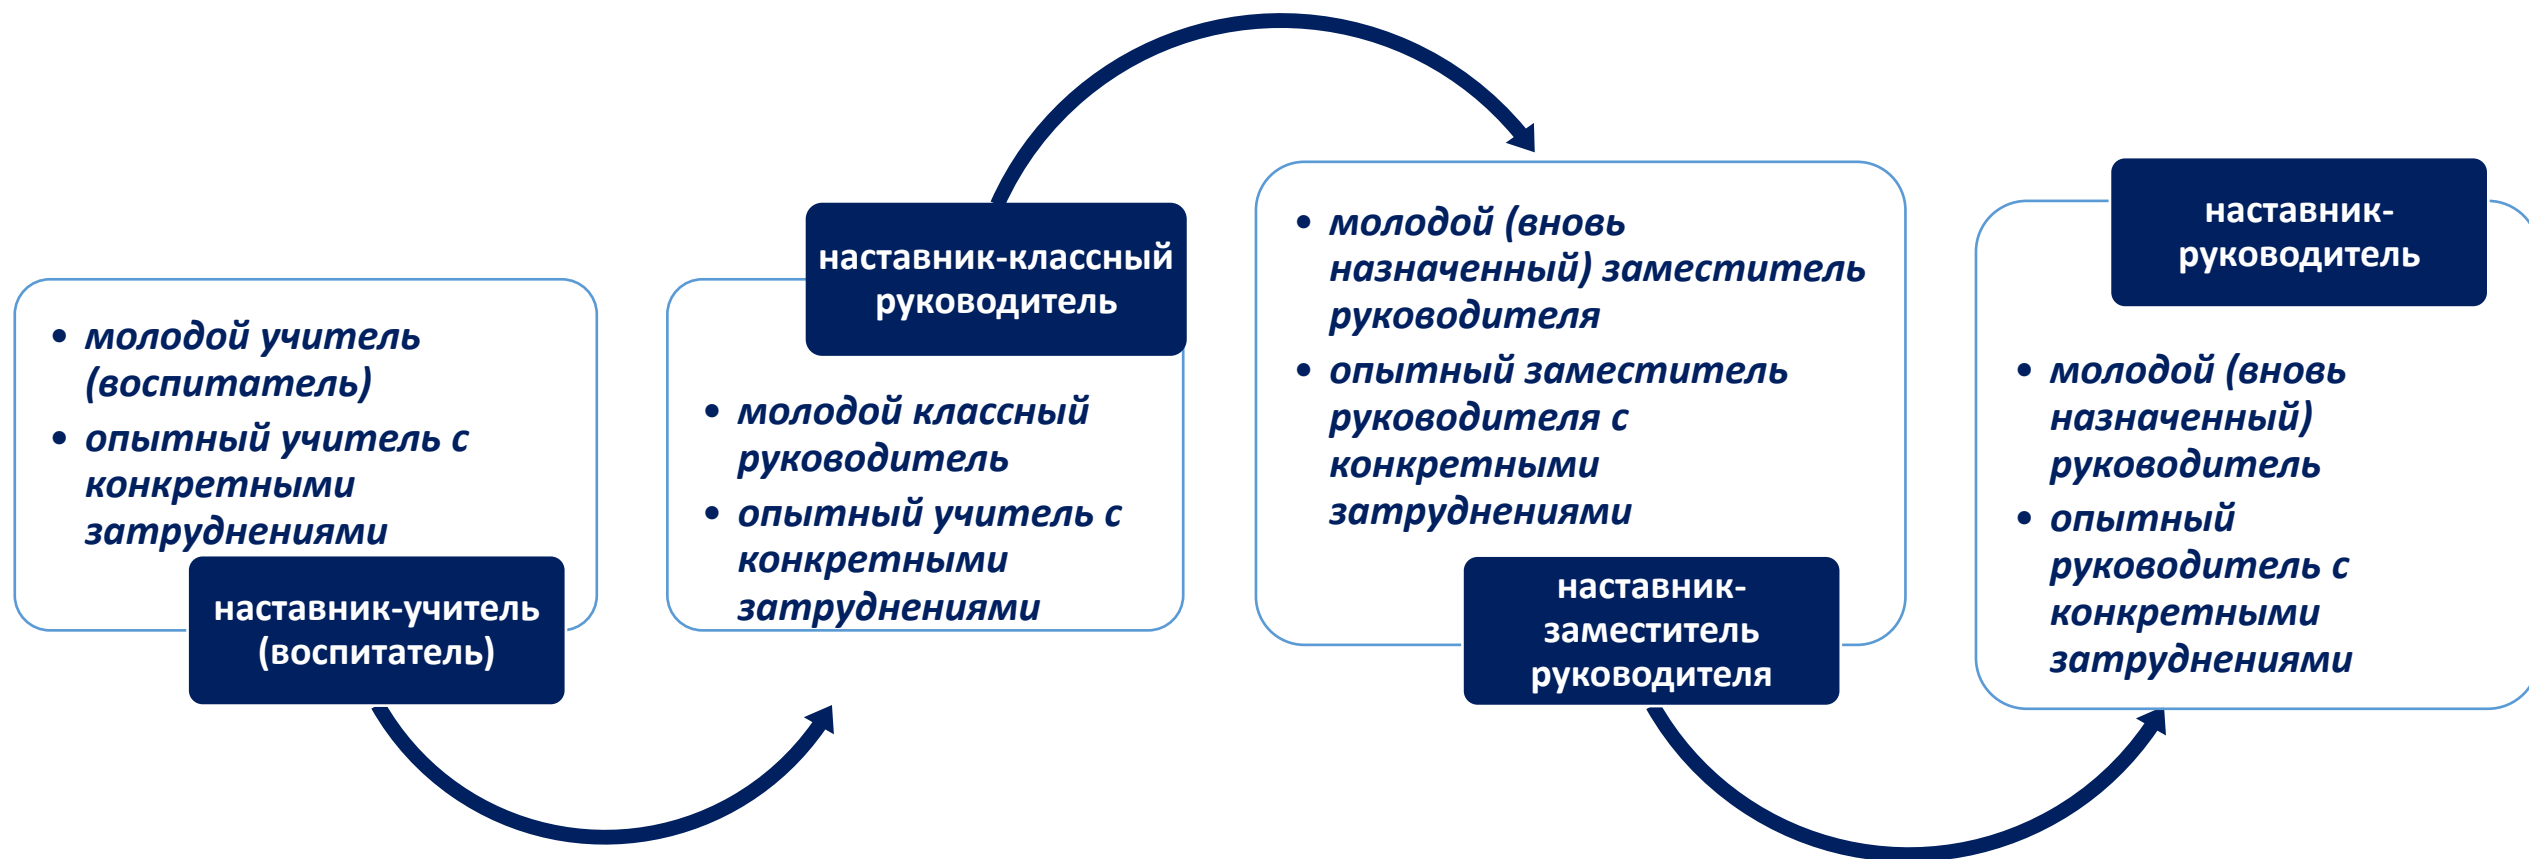 • молодой учитель
(воспитатель)
• опытный учитель с
конкретными
затруднениями
наставник-учитель
(воспитатель)
наставник-классный
руководитель
• молодой классный
руководитель
• опытный учитель с
конкретными
затруднениями
• молодой (вновь
назначенный) заместитель
руководителя
• опытный заместитель
руководителя с
конкретными
затруднениями
наставник-
заместитель
руководителя
наставник-
руководитель
• молодой (вновь
назначенный)
руководитель
• опытный
руководитель с
конкретными
затруднениями